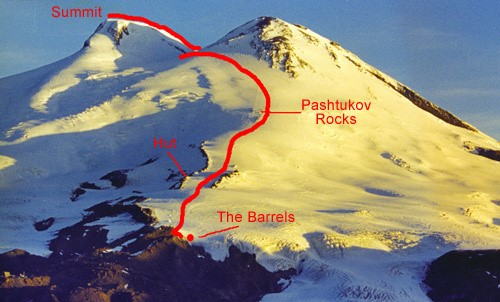 Summit
Pashtukov
Rocks
Hut
The Barrels